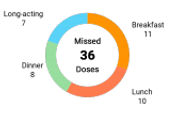 Long-acting
7
Breakfast
11
Missed
36
Doses
Dinner
8
Lunch
10